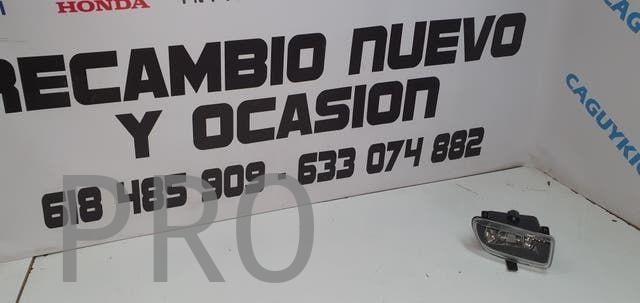 HONDA
RECAMBIO NUEVO
Y OCASION
618 485 909 - 633 074 882
PRO
CAGUYKI